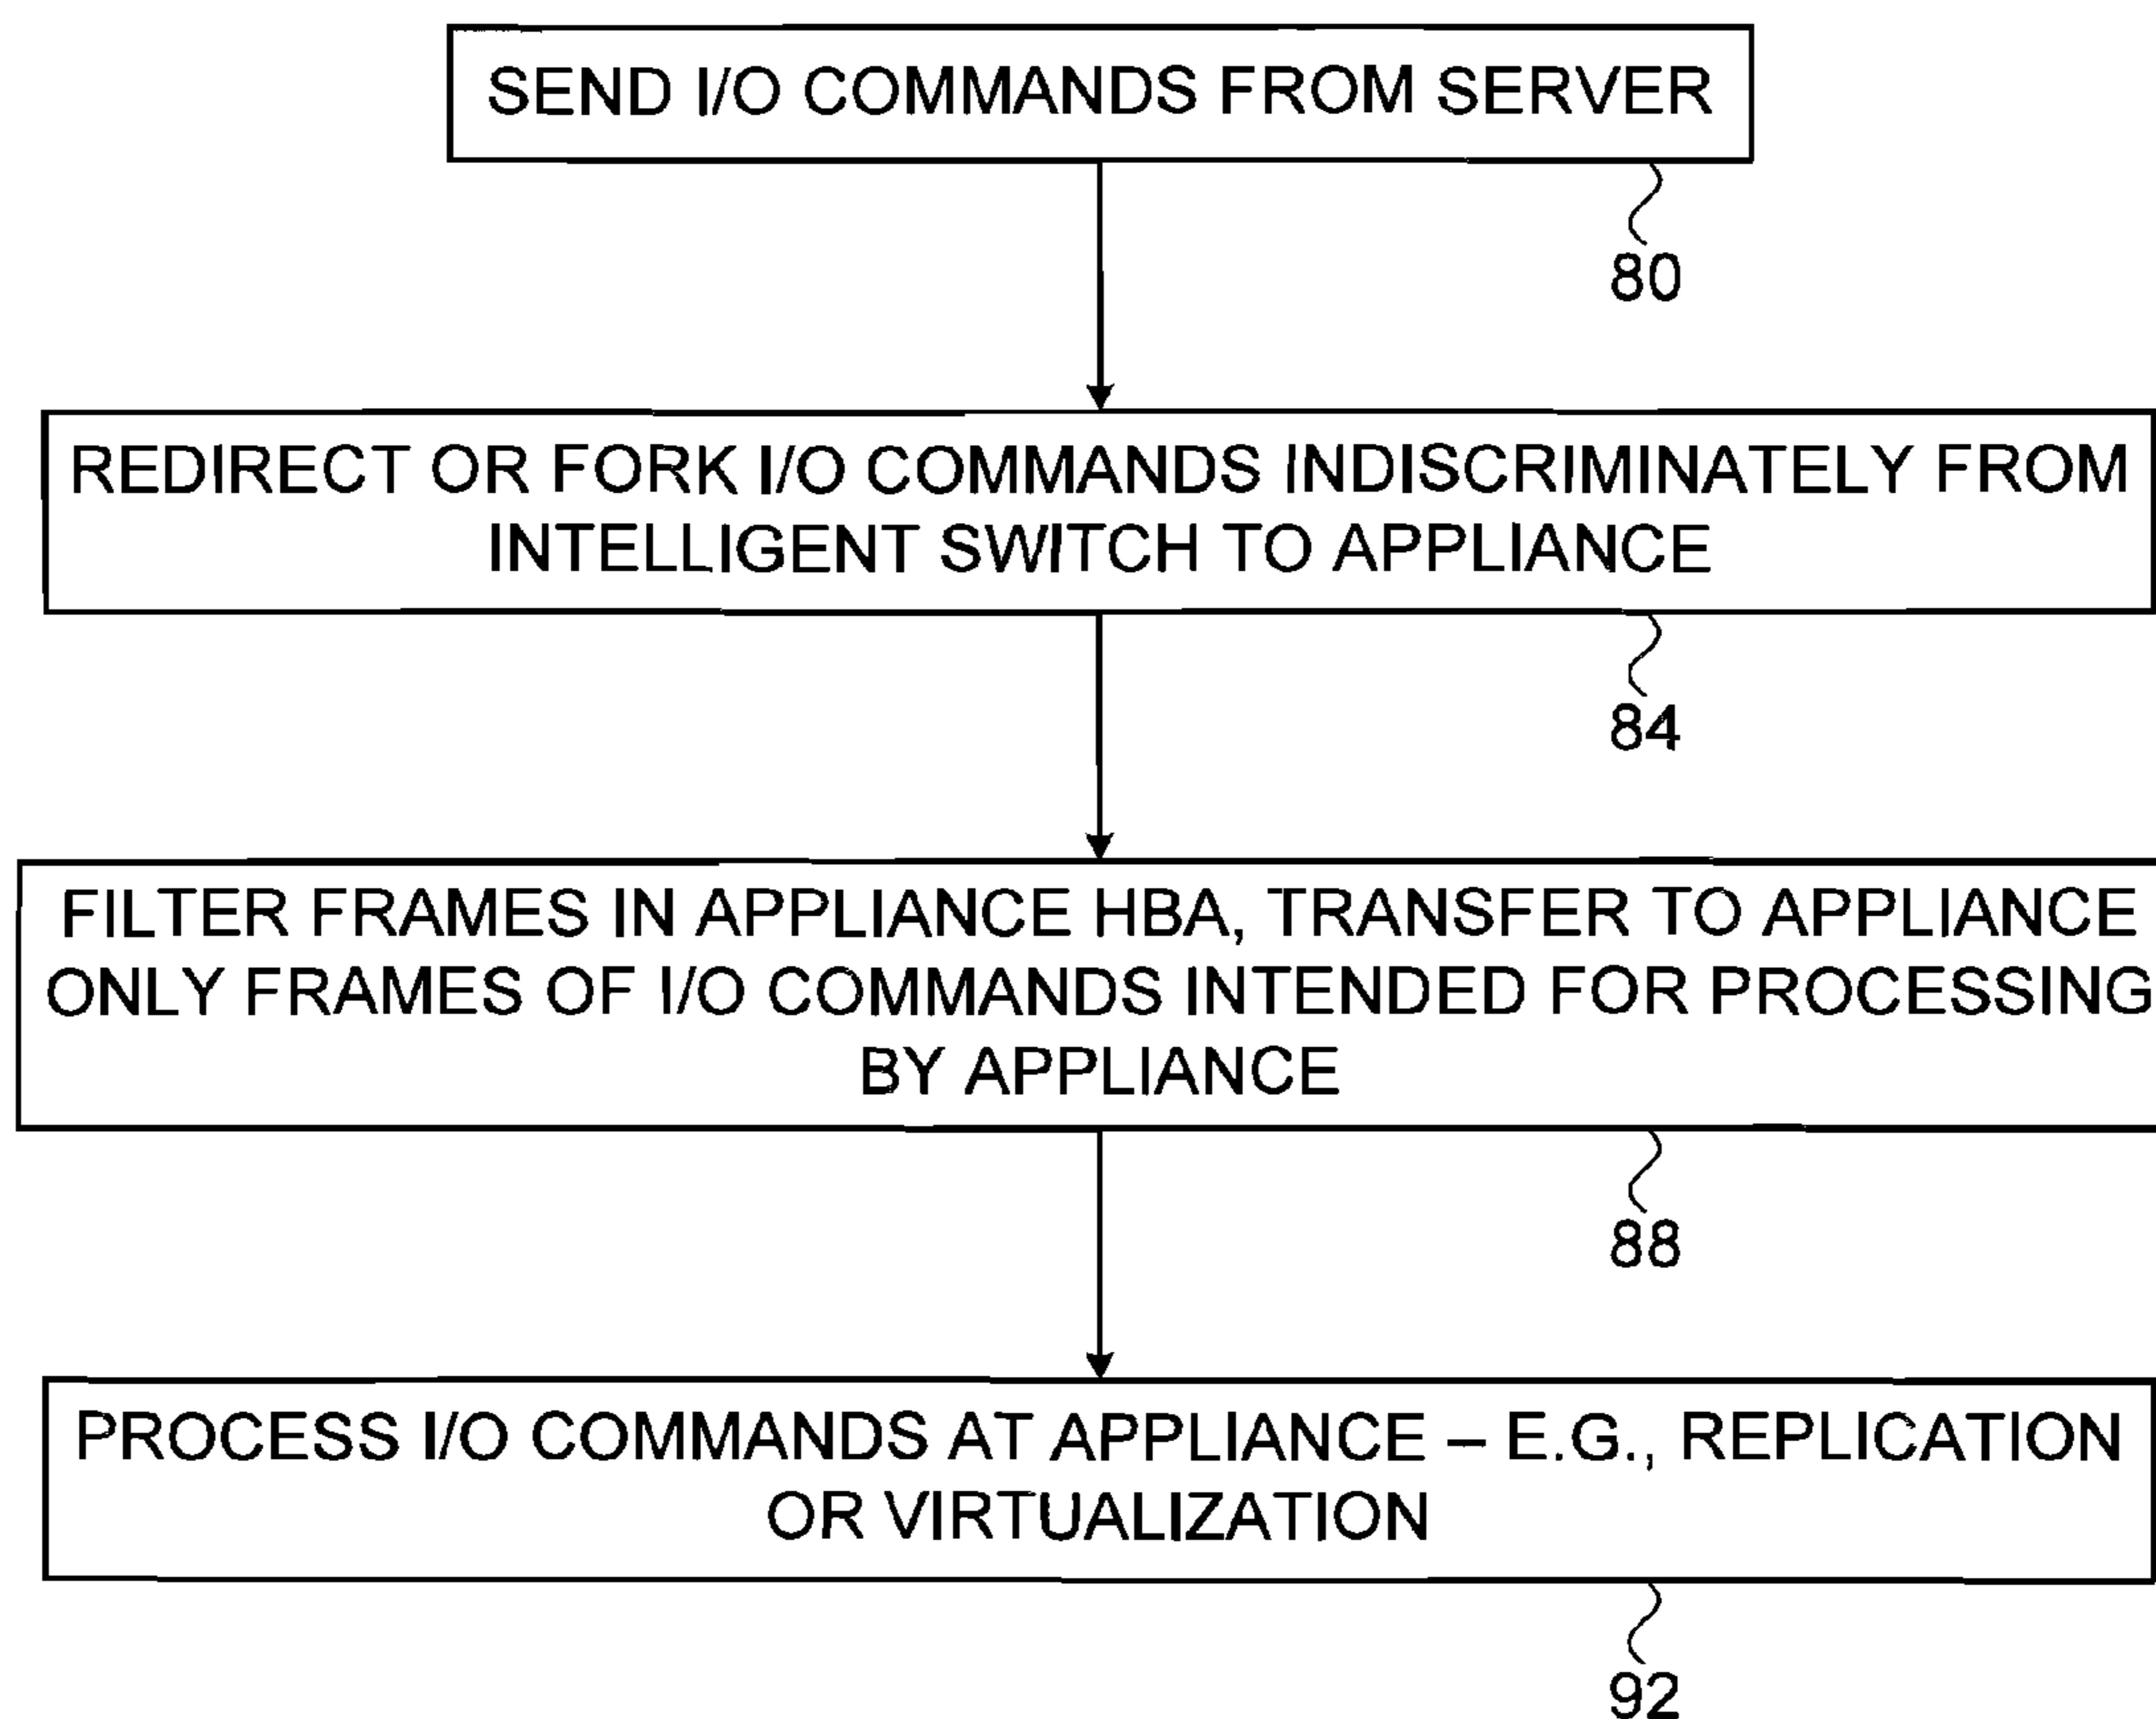 SEND I/O COMMANDS FROM SERVER
80
REDIRECT OR FORK I/O COMMANDS INDISCRIMINATELY FROM
INTELLIGENT SWITCH TO APPLIANCE
84
FILTER FRAMES IN APPLIANCE HBA, TRANSFER TO APPLIANCE
ONLY FRAMES OF I/O COMMANDS INTENDED FOR PROCESSING
BY APPLIANCE
88
PROCESS I/O COMMANDS AT APPLIANCE – E.G., REPLICATION
OR VIRTUALIZATION
92